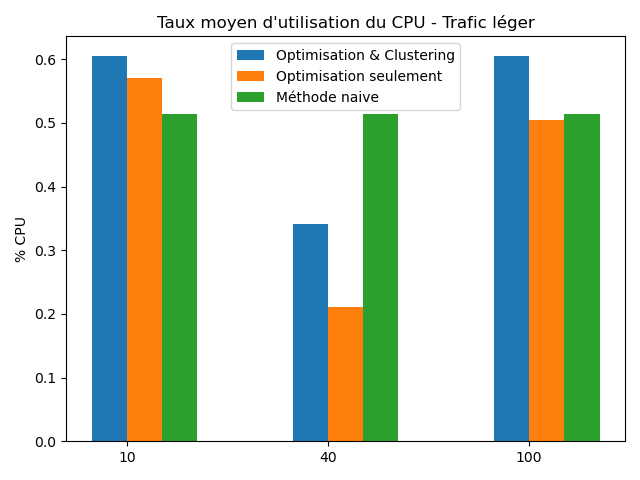 Taux moyen d'utilisation du CPU - Trafic léger
Optimisation & Clustering
Optimisation seulement
Méthode naive
% CPU
0.6
0.5
0.4
0.3
0.2
0.1
0.0
10
40
100